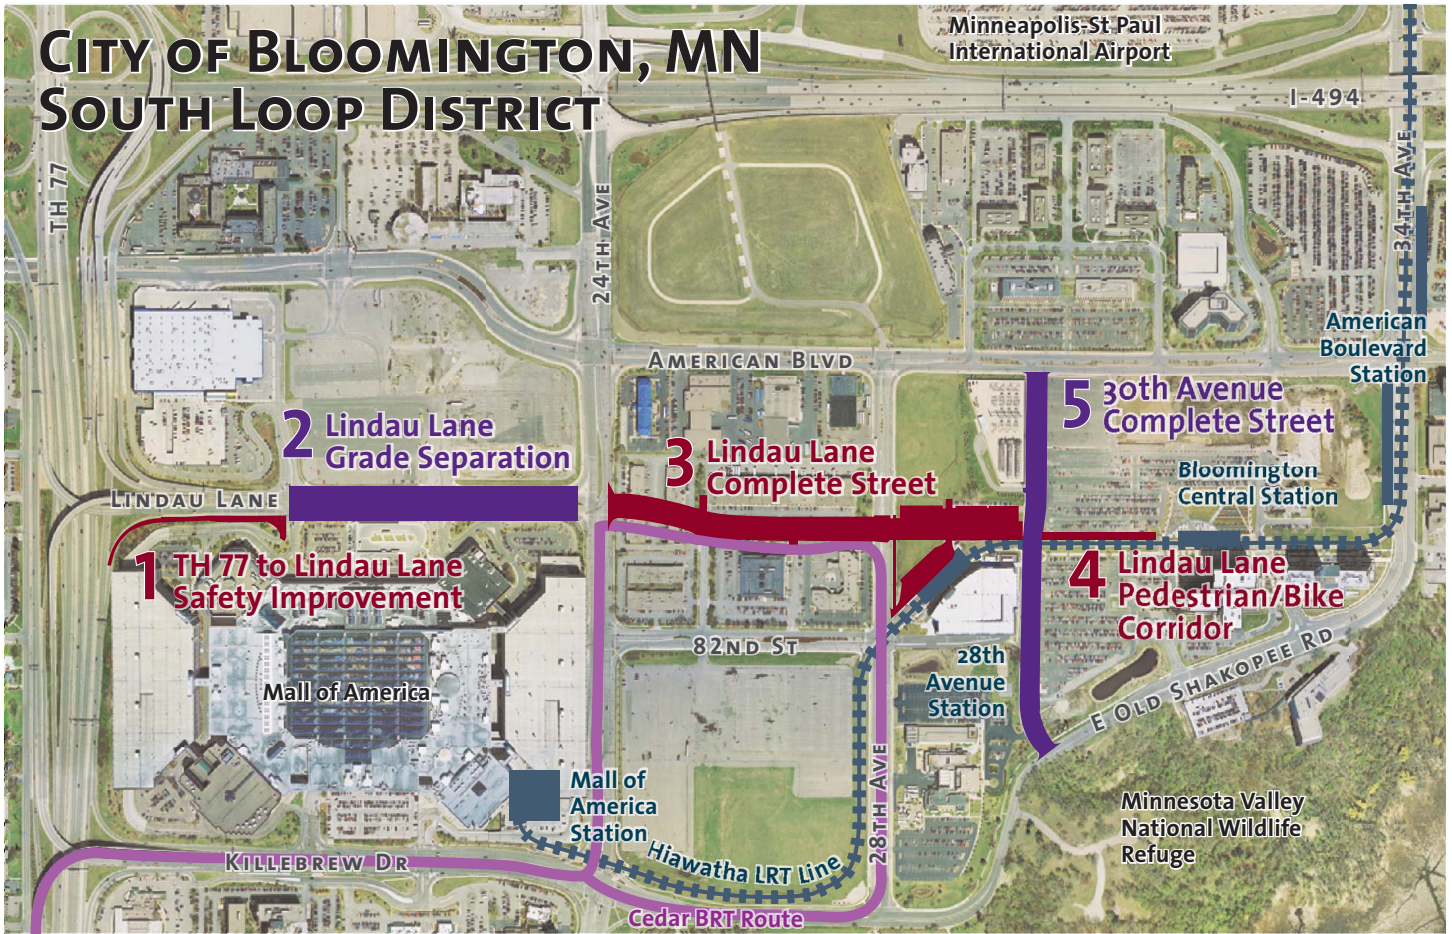 City of Bloomington, MN
South Loop District
Minneapolis-St Paul
International Airport
I-494
TH 77
24th Ave
34th Ave
American
Boulevard
Station
American Blvd
2 Lindau Lane
Grade Separation
3 Lindau Lane
Complete Street
5 30th Avenue
Complete Street
Bloomington
Central Station
Lindau Lane
1 TH 77 to Lindau Lane
Safety Improvement
4 Lindau Lane
Pedestrian/Bike
Corridor
82nd St
28th
Avenue
Station
E Old Shakopee Rd
Mall of America
Mall of
America
Station
28th Ave
Hiawatha LRT Line
Killebrew Dr
Cedar BRT Route
Minnesota Valley
National Wildlife
Refuge